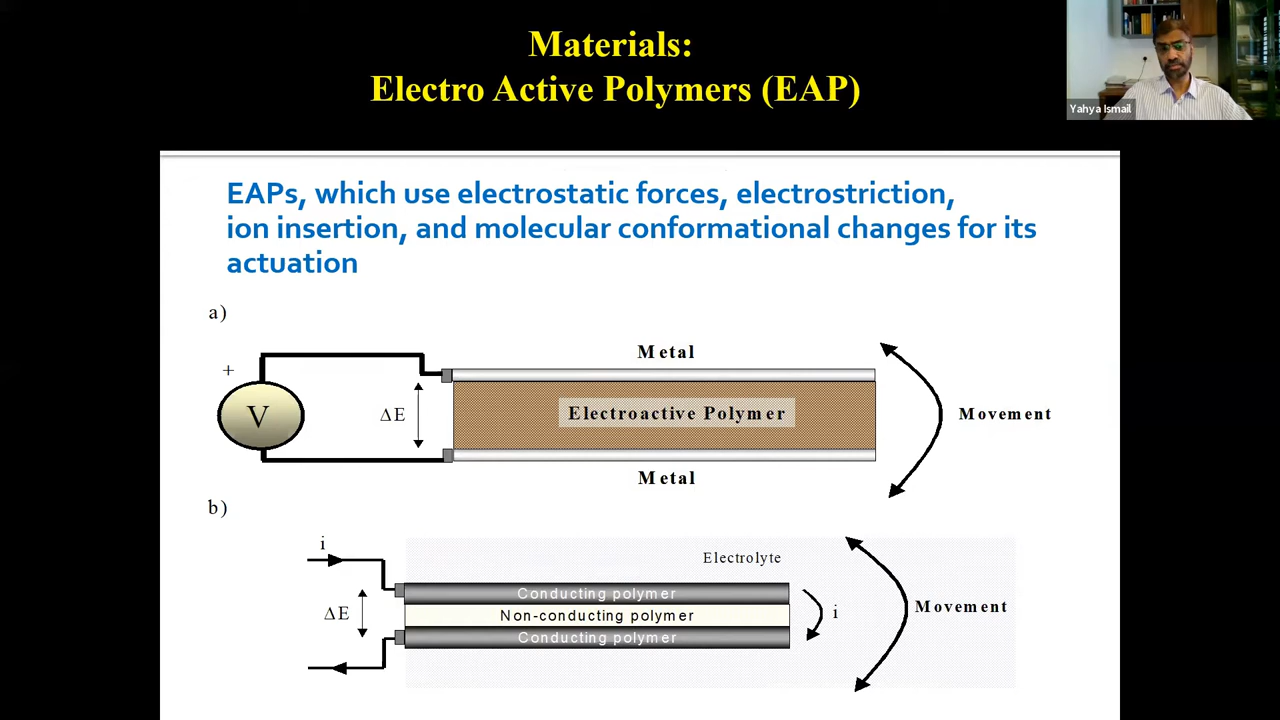 Materials:
Electro Active Polymers (EAP)
Yahya Ismail
EAPs, which use electrostatic forces, electrostriction,
ion insertion, and molecular conformational changes for its
actuation
a)
Metal
+
V
ΔE
Electroactive Polymer
Movement
Metal
b)
i
Electrolyte
Conducting polymer
ΔE
Non-conducting polymer
i
Movement
Conducting polymer